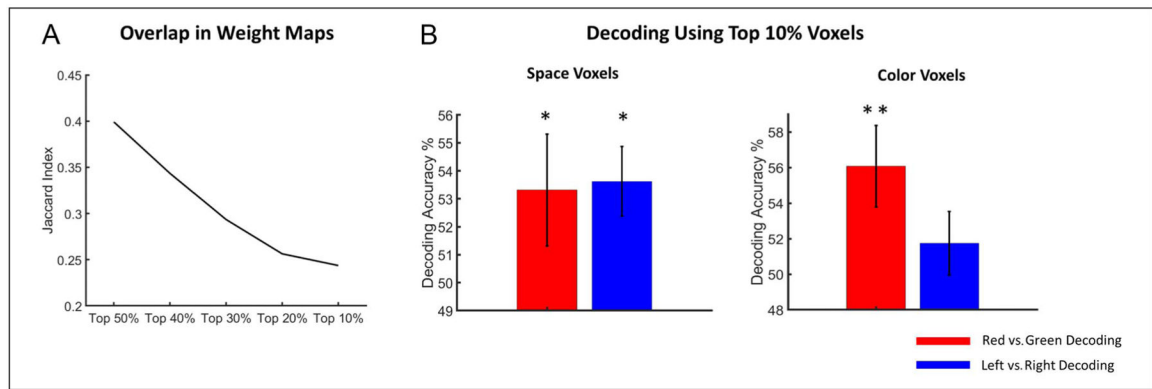 A
Overlap in Weight Maps
0.45
0.4
0.35
0.3
0.25
0.2
Jaccard Index
Top 50% Top 40% Top 30% Top 20% Top 10%
B
Decoding Using Top 10% Voxels
Space Voxels
56
55
54
53
52
51
50
49
Decoding Accuracy %
*
*
Color Voxels
58
56
54
52
50
48
Decoding Accuracy %
**
Red vs. Green Decoding
Left vs. Right Decoding